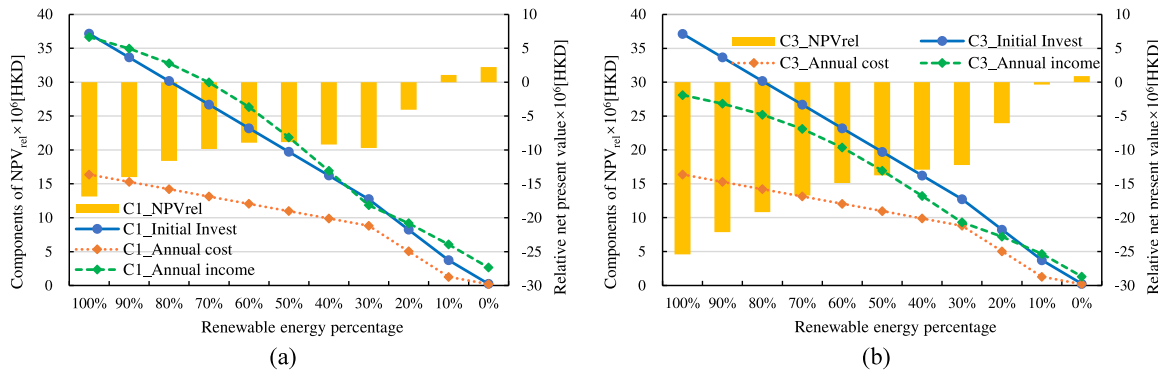 40
35
30
25
20
15
10
5
0
Components of NPVrel×10⁶[HKD]
10
5
0
-5
-10
-15
-20
-25
-30
Relative net present value×10⁶[HKD]
C1_NPVrel
C1_Initial Invest
C1_Annual cost
C1_Annual income
100% 90% 80% 70% 60% 50% 40% 30% 20% 10% 0%
Renewable energy percentage
(a)
40
35
30
25
20
15
10
5
0
Components of NPVrel×10⁶[HKD]
10
5
0
-5
-10
-15
-20
-25
-30
Relative net present value×10⁶[HKD]
C3_NPVrel C3_Initial Invest
C3_Annual cost C3_Annual income
100% 90% 80% 70% 60% 50% 40% 30% 20% 10% 0%
Renewable energy percentage
(b)